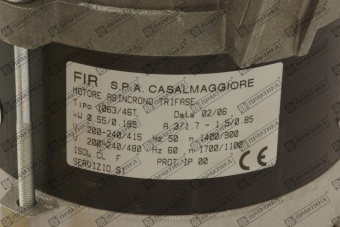 FIR S.P.A. CASALMAGGIORE
MOTORE ASINCRONO TRIFASE
Tipo 1063/46T Data 02/06
kW 0.55/0.185 A 3/1.7 - 1.5/0.85
V 200-240/415 Hz 50 n 1400/900
200-240/480 Hz 60 n 1700/1100
ISOL CL F PROT IP 00
SERVIZIO S1 CE
ПРАКТИКА